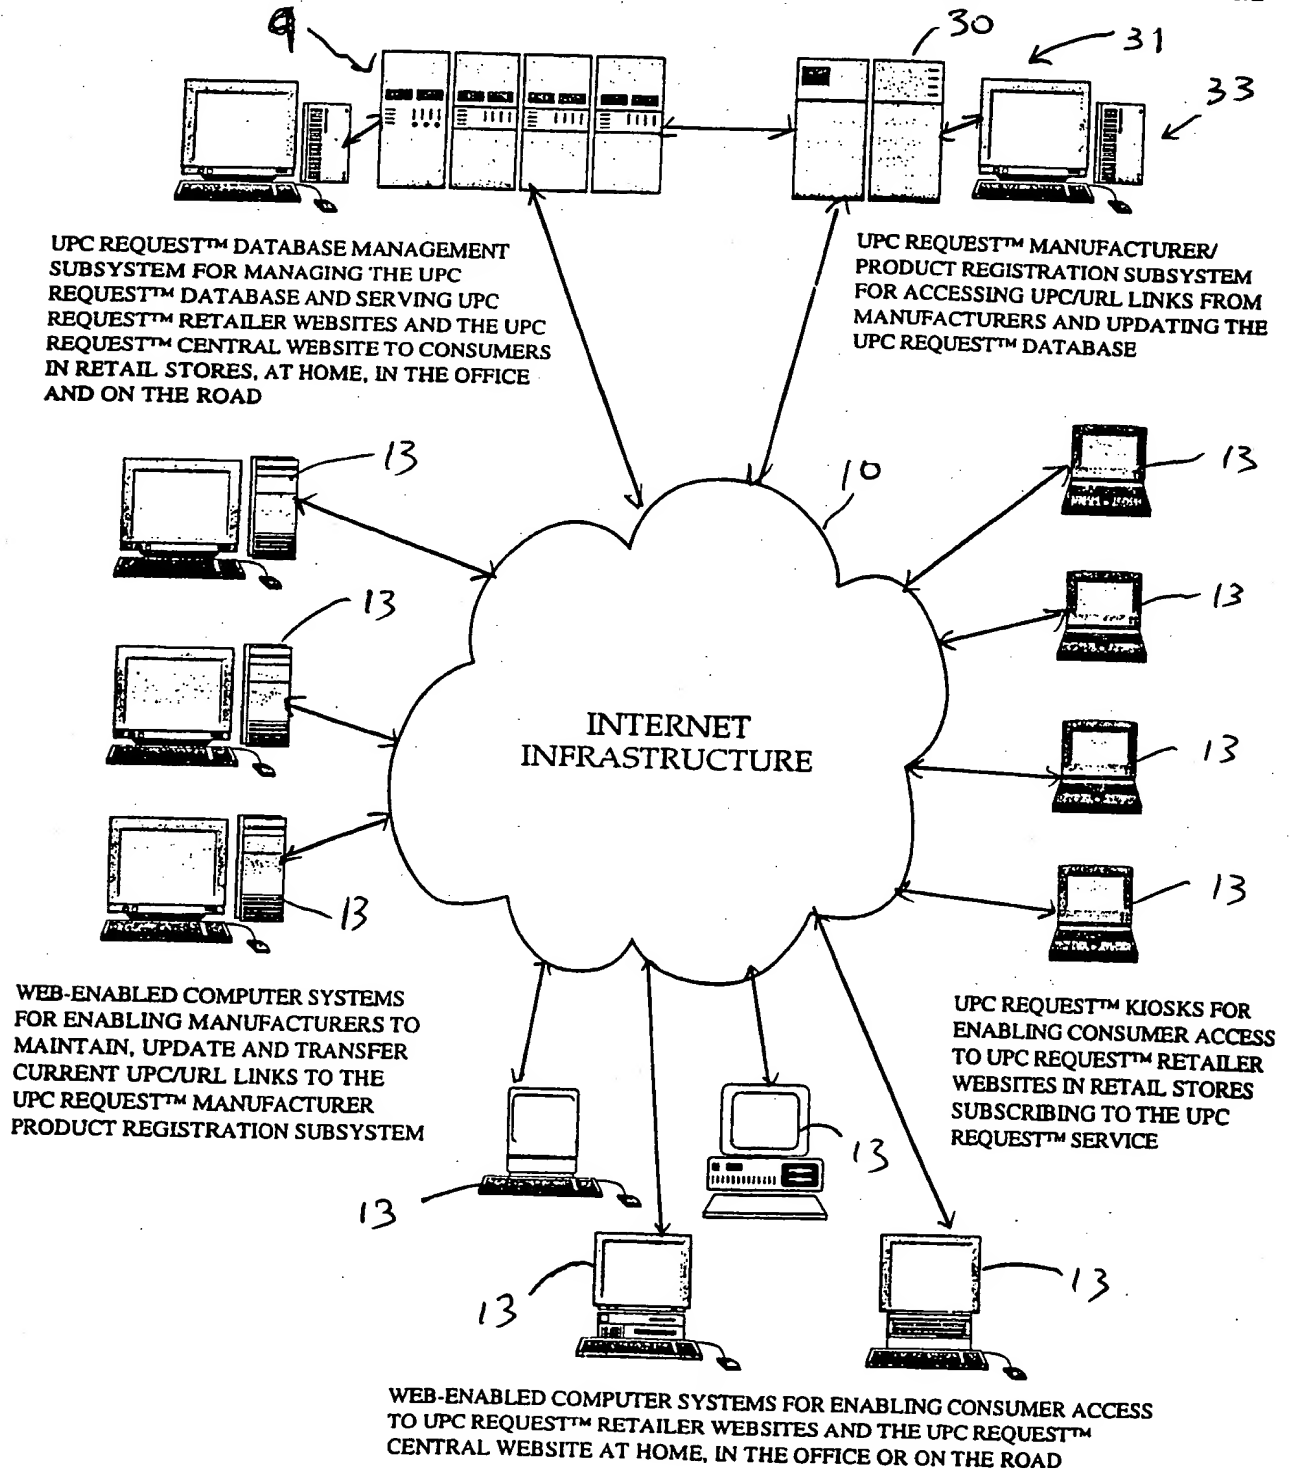 9
30
31
33
UPC REQUEST™ DATABASE MANAGEMENT
SUBSYSTEM FOR MANAGING THE UPC
REQUEST™ DATABASE AND SERVING UPC
REQUEST™ RETAILER WEBSITES AND THE UPC
REQUEST™ CENTRAL WEBSITE TO CONSUMERS
IN RETAIL STORES, AT HOME, IN THE OFFICE
AND ON THE ROAD
UPC REQUEST™ MANUFACTURER/
PRODUCT REGISTRATION SUBSYSTEM
FOR ACCESSING UPC/URL LINKS FROM
MANUFACTURERS AND UPDATING THE
UPC REQUEST™ DATABASE
13
10
13
13
13
INTERNET
INFRASTRUCTURE
13
13
13
WEB-ENABLED COMPUTER SYSTEMS
FOR ENABLING MANUFACTURERS TO
MAINTAIN, UPDATE AND TRANSFER
CURRENT UPC/URL LINKS TO THE
UPC REQUEST™ MANUFACTURER
PRODUCT REGISTRATION SUBSYSTEM
UPC REQUEST™ KIOSKS FOR
ENABLING CONSUMER ACCESS
TO UPC REQUEST™ RETAILER
WEBSITES IN RETAIL STORES
SUBSCRIBING TO THE UPC
REQUEST™ SERVICE
13
13
13
13
WEB-ENABLED COMPUTER SYSTEMS FOR ENABLING CONSUMER ACCESS
TO UPC REQUEST™ RETAILER WEBSITES AND THE UPC REQUEST™
CENTRAL WEBSITE AT HOME, IN THE OFFICE OR ON THE ROAD